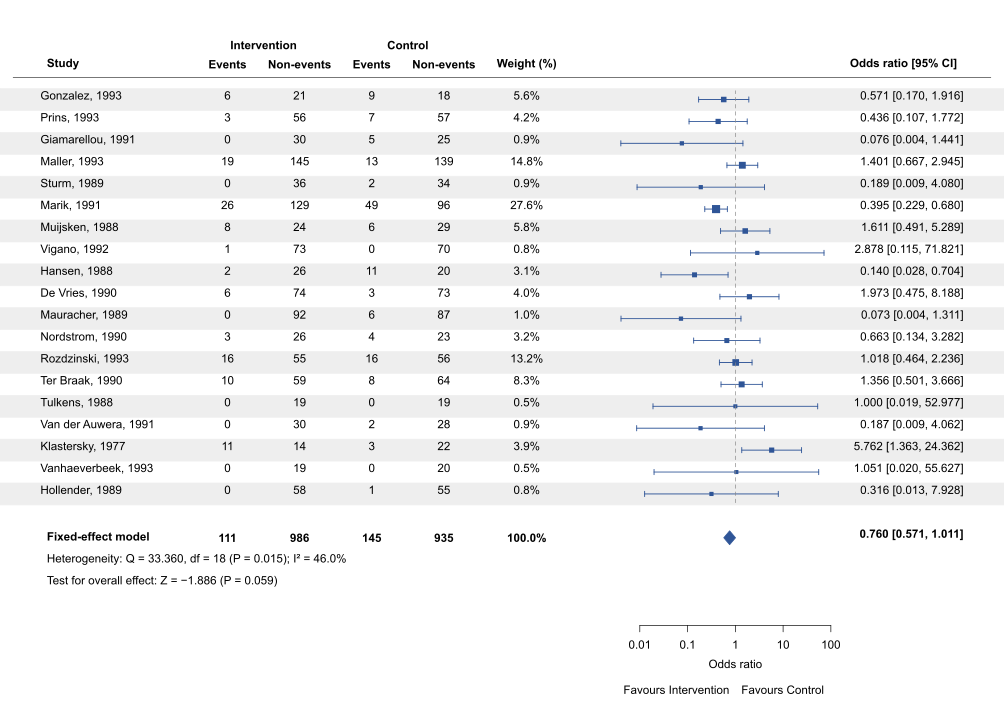 Intervention Control
Study Events Non-events Events Non-events Weight (%) Odds ratio [95% CI]
Gonzalez, 1993 6 21 9 18 5.6% 0.571 [0.170, 1.916]
Prins, 1993 3 56 7 57 4.2% 0.436 [0.107, 1.772]
Giamarellou, 1991 0 30 5 25 0.9% 0.076 [0.004, 1.441]
Maller, 1993 19 145 13 139 14.8% 1.401 [0.667, 2.945]
Sturm, 1989 0 36 2 34 0.9% 0.189 [0.009, 4.080]
Marik, 1991 26 129 49 96 27.6% 0.395 [0.229, 0.680]
Muijsken, 1988 8 24 6 29 5.8% 1.611 [0.491, 5.289]
Vigano, 1992 1 73 0 70 0.8% 2.878 [0.115, 71.821]
Hansen, 1988 2 26 11 20 3.1% 0.140 [0.028, 0.704]
De Vries, 1990 6 74 3 73 4.0% 1.973 [0.475, 8.188]
Mauracher, 1989 0 92 6 87 1.0% 0.073 [0.004, 1.311]
Nordstrom, 1990 3 26 4 23 3.2% 0.663 [0.134, 3.282]
Rozdzinski, 1993 16 55 16 56 13.2% 1.018 [0.464, 2.236]
Ter Braak, 1990 10 59 8 64 8.3% 1.356 [0.501, 3.666]
Tulkens, 1988 0 19 0 19 0.5% 1.000 [0.019, 52.977]
Van der Auwera, 1991 0 30 2 28 0.9% 0.187 [0.009, 4.062]
Klastersky, 1977 11 14 3 22 3.9% 5.762 [1.363, 24.362]
Vanhaeverbeek, 1993 0 19 0 20 0.5% 1.051 [0.020, 55.627]
Hollender, 1989 0 58 1 55 0.8% 0.316 [0.013, 7.928]
Fixed-effect model 111 986 145 935 100.0% 0.760 [0.571, 1.011]
Heterogeneity: Q = 33.360, df = 18 (P = 0.015); I² = 46.0%
Test for overall effect: Z = −1.886 (P = 0.059)
0.01 0.1 1 10 100
Odds ratio
Favours Intervention Favours Control